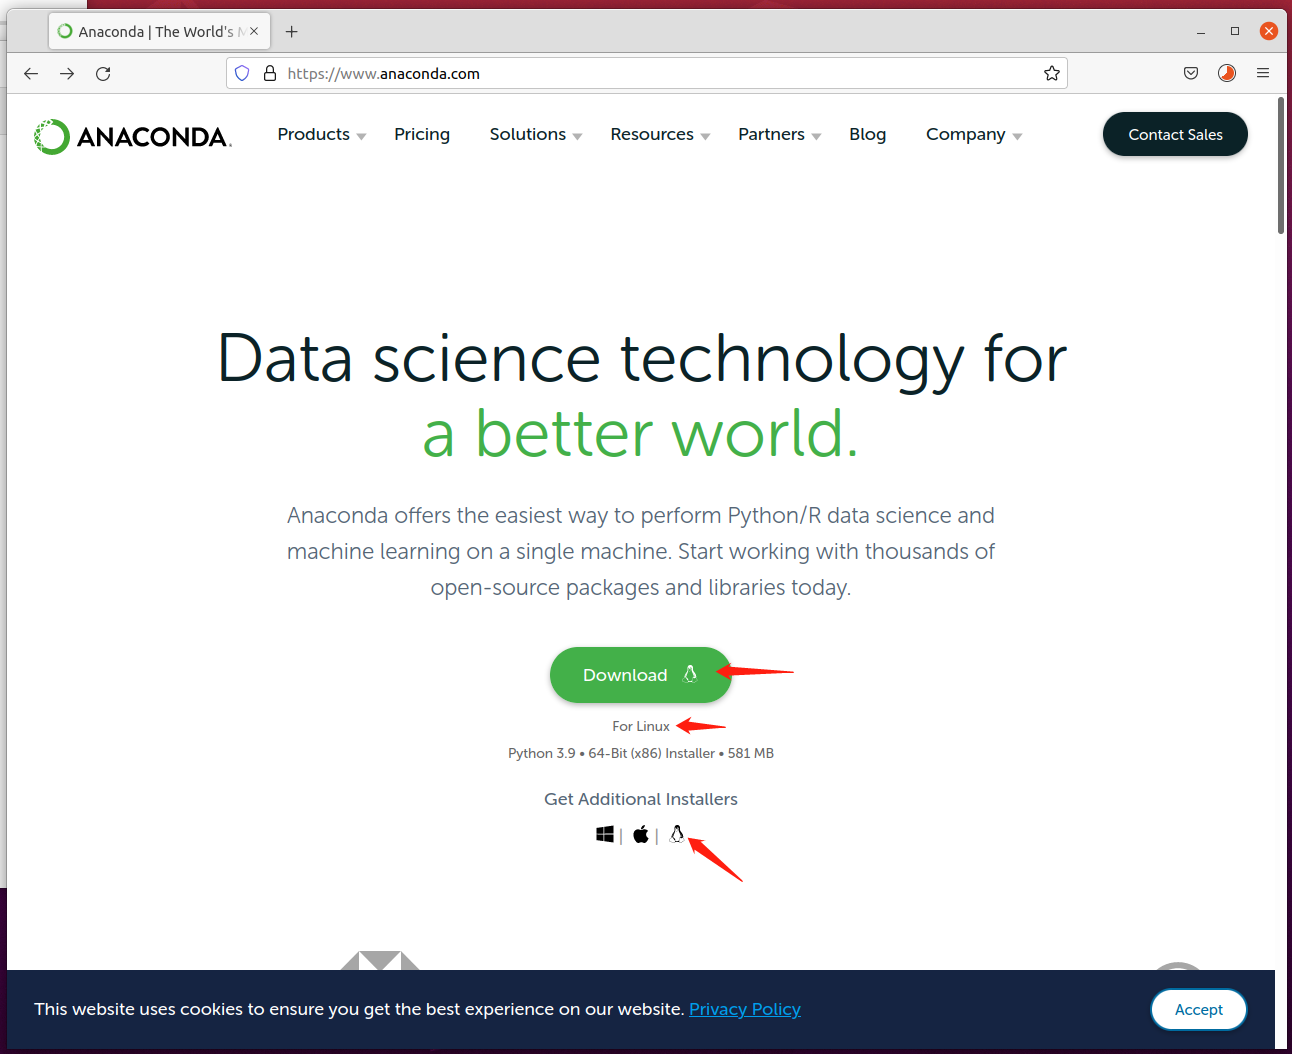 Anaconda | The World's M
https://www.anaconda.com
ANACONDA.
Products
Pricing
Solutions
Resources
Partners
Blog
Company
Contact Sales
Data science technology for
a better world.
Anaconda offers the easiest way to perform Python/R data science and
machine learning on a single machine. Start working with thousands of
open-source packages and libraries today.
Download
For Linux
Python 3.9 • 64-Bit (x86) Installer • 581 MB
Get Additional Installers
| |
This website uses cookies to ensure you get the best experience on our website. Privacy Policy
Accept